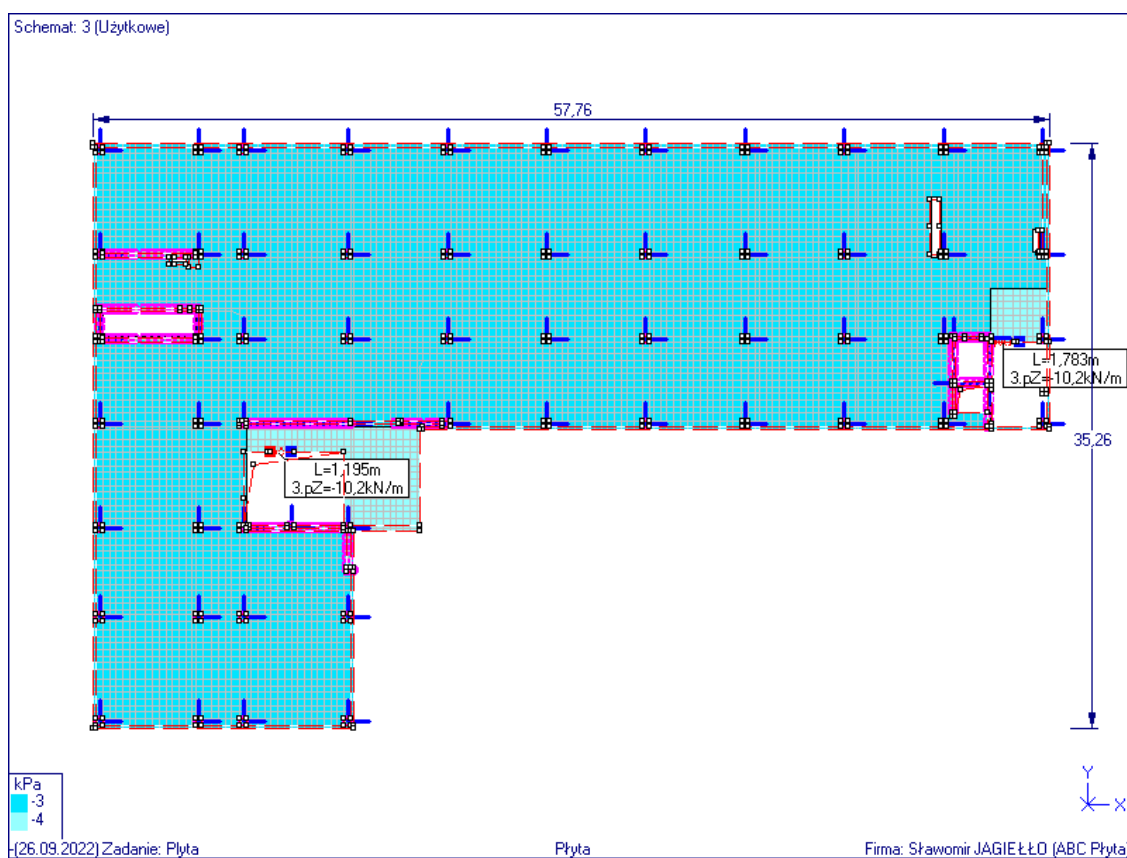 Schemat: 3 (Użytkowe)
57,76
L=1,783m
3.pZ=-10,2kN/m
35,26
L=1,195m
3.pZ=-10,2kN/m
kPa
-3
-4
Y
X
-(26.09.2022) Zadanie: Plyta
Płyta
Firma: Sławomir JAGIEŁŁO (ABC Płyta)